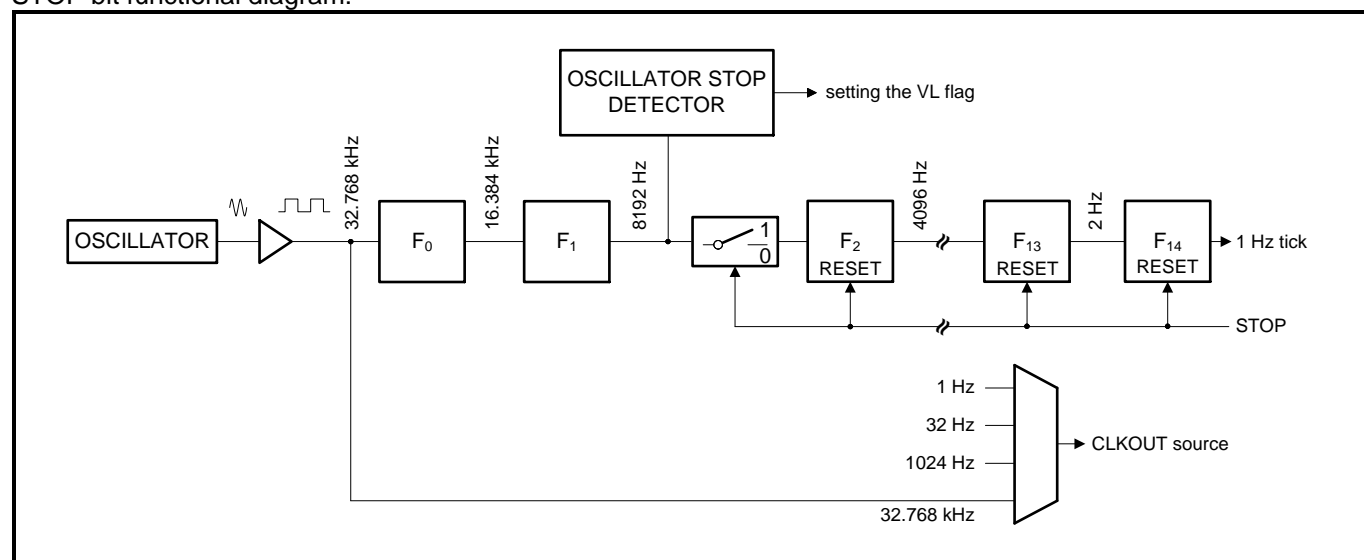 STOP bit functional diagram:
OSCILLATOR STOP
DETECTOR
setting the VL flag
OSCILLATOR
32.768 kHz
F0
16.384 kHz
F1
8192 Hz
1
0
F2
RESET
4096 Hz
F13
RESET
2 Hz
F14
RESET
1 Hz tick
STOP
1 Hz
32 Hz
1024 Hz
32.768 kHz
CLKOUT source